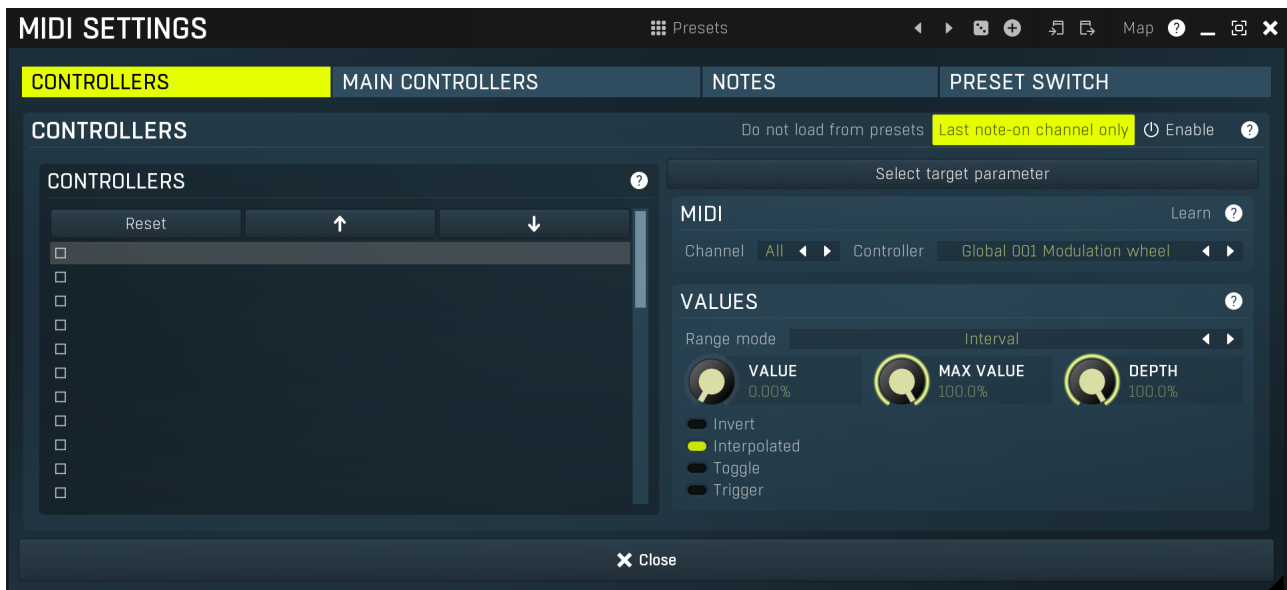 MIDI SETTINGS Presets Map ?
CONTROLLERS MAIN CONTROLLERS NOTES PRESET SWITCH
CONTROLLERS Do not load from presets Last note-on channel only Enable ?
CONTROLLERS ?
Select target parameter
Reset
MIDI Learn ?
Channel All Controller Global 001 Modulation wheel
VALUES ?
Range mode Interval
VALUE
0.00%
MAX VALUE
100.0%
DEPTH
100.0%
Invert
Interpolated
Toggle
Trigger
Close